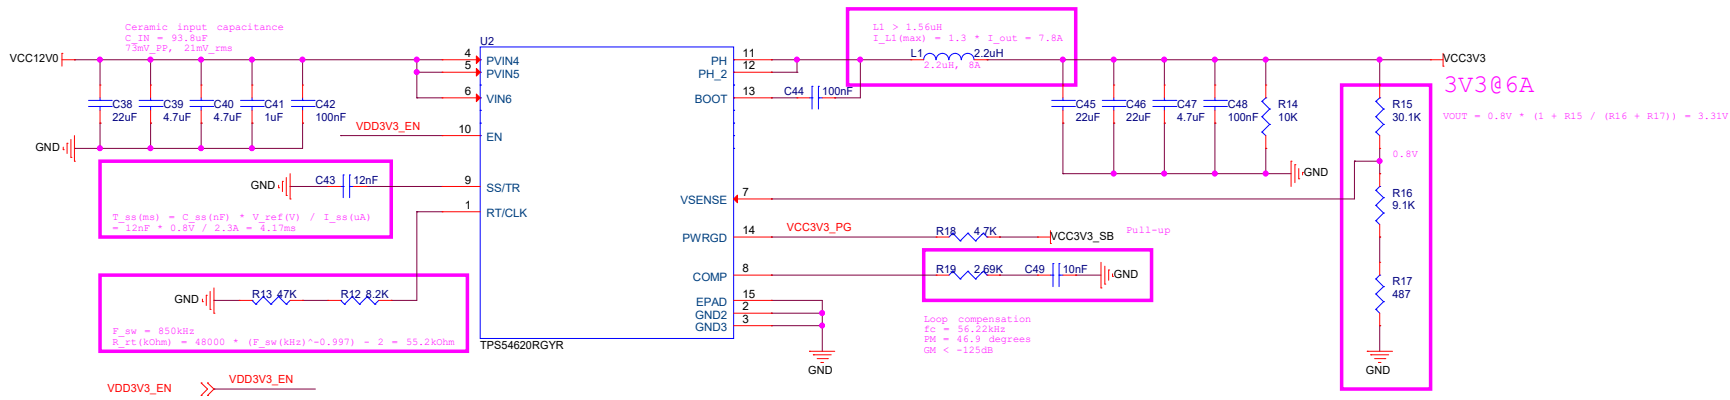 Ceramic input capacitance
C_IN = 93.8uF
73mV_PP, 21mV_rms
VCC12V0
C38
22uF
C39
4.7uF
C40
4.7uF
C41
1uF
C42
100nF
GND
VDD3V3_EN
GND
C43
12nF
T_ss(ms) = C_ss(nF) * V_ref(V) / I_ss(uA)
= 12nF * 0.8V / 2.3A = 4.17ms
GND
R13
47K
R12
8.2K
F_sw = 850kHz
R_rt(kOhm) = 48000 * (F_sw(kHz)^-0.997) - 2 = 55.2kOhm
VDD3V3_EN
VDD3V3_EN
U2
4
PVIN4
5
PVIN5
6
VIN6
10
EN
9
SS/TR
1
RT/CLK
PH
11
PH_2
12
BOOT
13
VSENSE
7
PWRGD
14
COMP
8
EPAD
15
GND2
2
GND3
3
TPS54620RGYR
L1 > 1.56uH
I_L1(max) = 1.3 * I_out = 7.8A
L1
2.2uH
2.2uH, 8A
C44
100nF
C45
22uF
C46
22uF
C47
4.7uF
C48
100nF
R14
10K
GND
VCC3V3
3V3@6A
R15
30.1K
VOUT = 0.8V * (1 + R15 / (R16 + R17)) = 3.31V
0.8V
R16
9.1K
R17
487
GND
VCC3V3_PG
R18
4.7K
VCC3V3_SB
Pull-up
R19
2.69K
C49
10nF
GND
Loop compensation
fc = 56.22kHz
PM = 46.9 degrees
GM < -125dB
GND